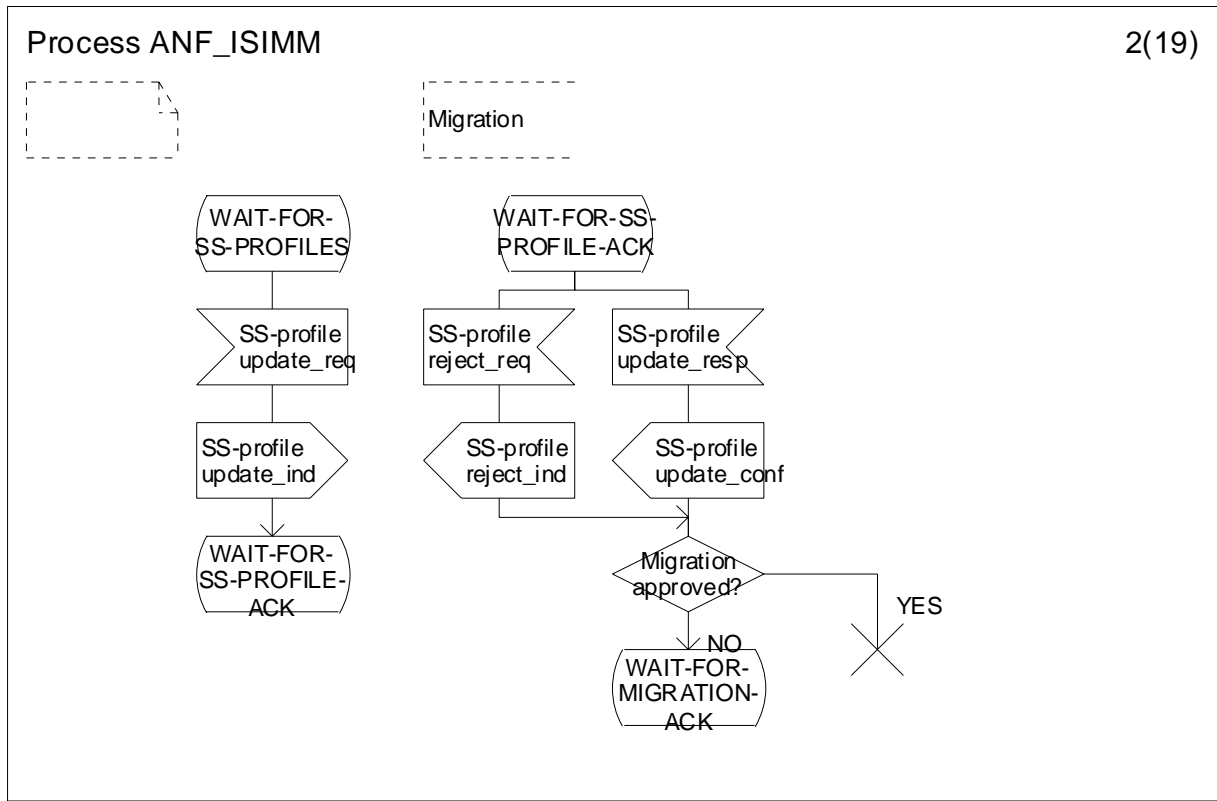 Process ANF_ISIMM
2(19)
Migration
WAIT-FOR-
SS-PROFILES
WAIT-FOR-SS-
PROFILE-ACK
SS-profile
update_req
SS-profile
reject_req
SS-profile
update_resp
SS-profile
update_ind
SS-profile
reject_ind
SS-profile
update_conf
WAIT-FOR-
SS-PROFILE-
ACK
Migration
approved?
YES
NO
WAIT-FOR-
MIGRATION-
ACK